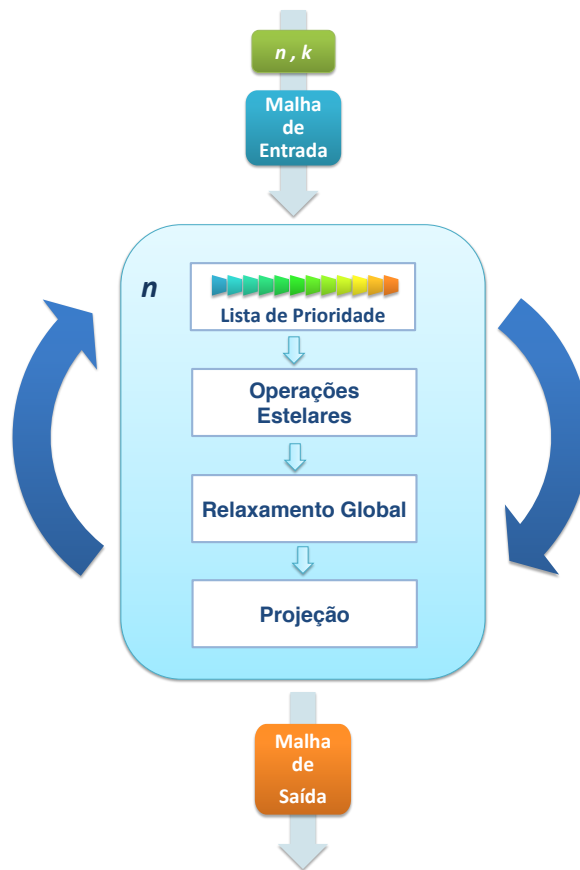 n , k
Malha
de
Entrada
n
Lista de Prioridade
Operações
Estelares
Relaxamento Global
Projeção
Malha
de
Saída